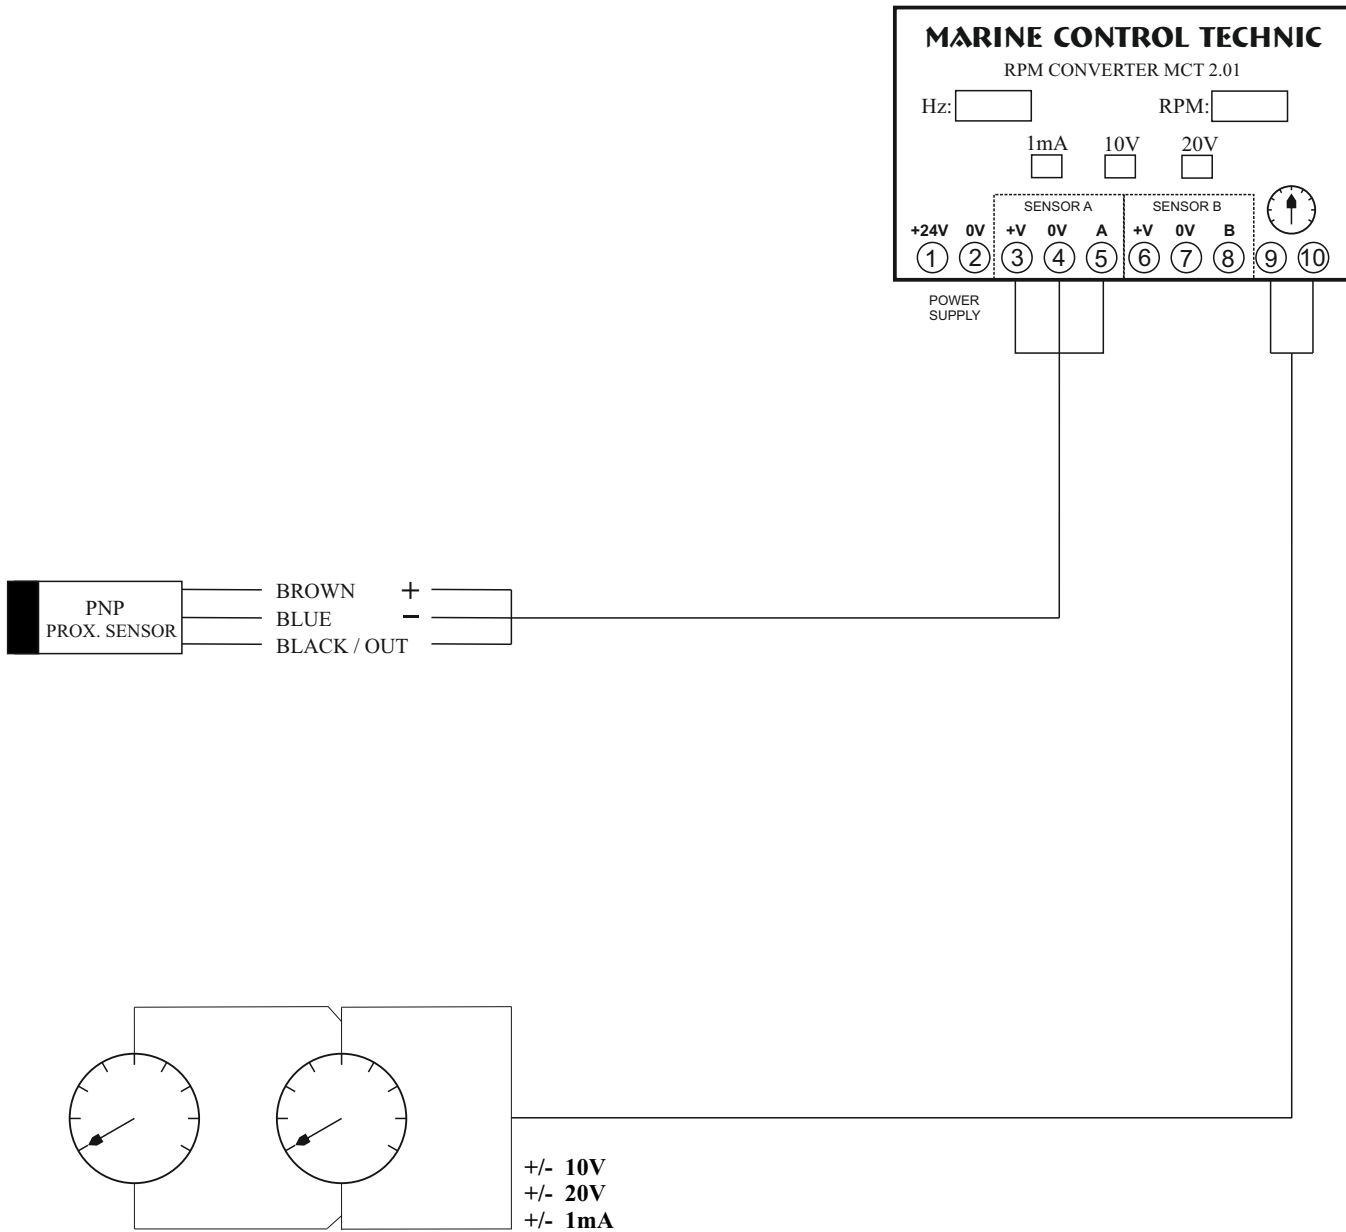 MARINE CONTROL TECHNIC
RPM CONVERTER MCT 2.01
Hz: RPM:
1mA 10V 20V
SENSOR A SENSOR B
+24V 0V +V 0V A +V 0V B
1 2 3 4 5 6 7 8 9 10
POWER
SUPPLY
PNP
PROX. SENSOR
BROWN +
BLUE −
BLACK / OUT
+/- 10V
+/- 20V
+/- 1mA